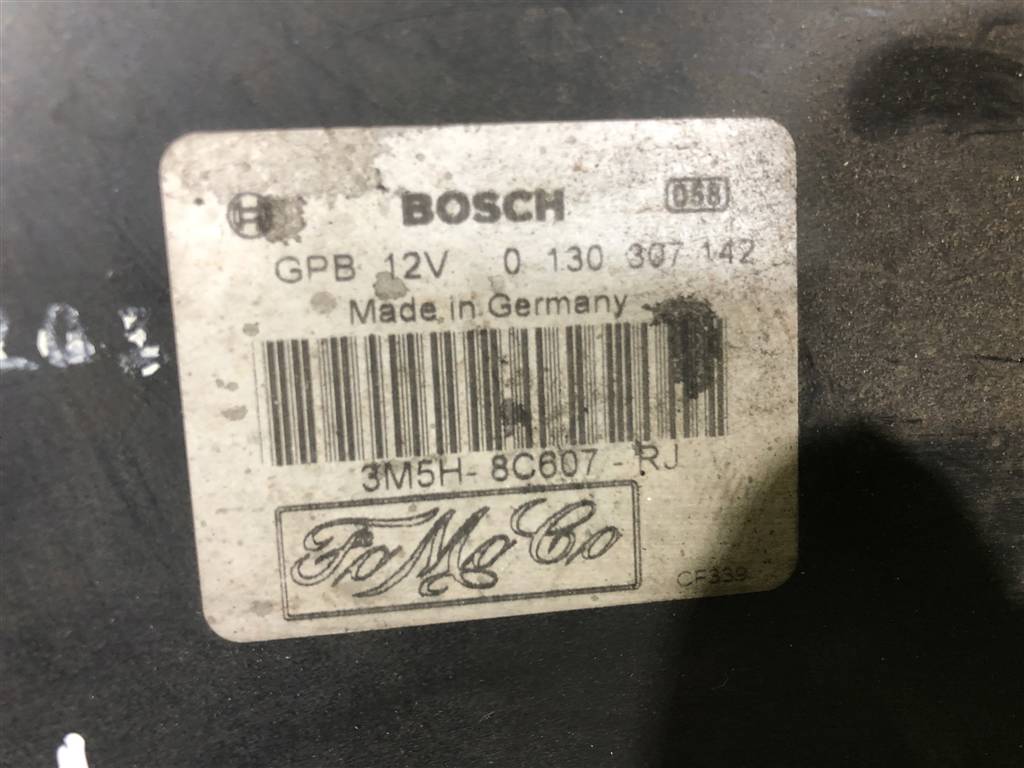 BOSCH 058
GPB 12V 0 130 307 142
Made in Germany
3M5H-8C607-RJ
FoMoCo
CF339